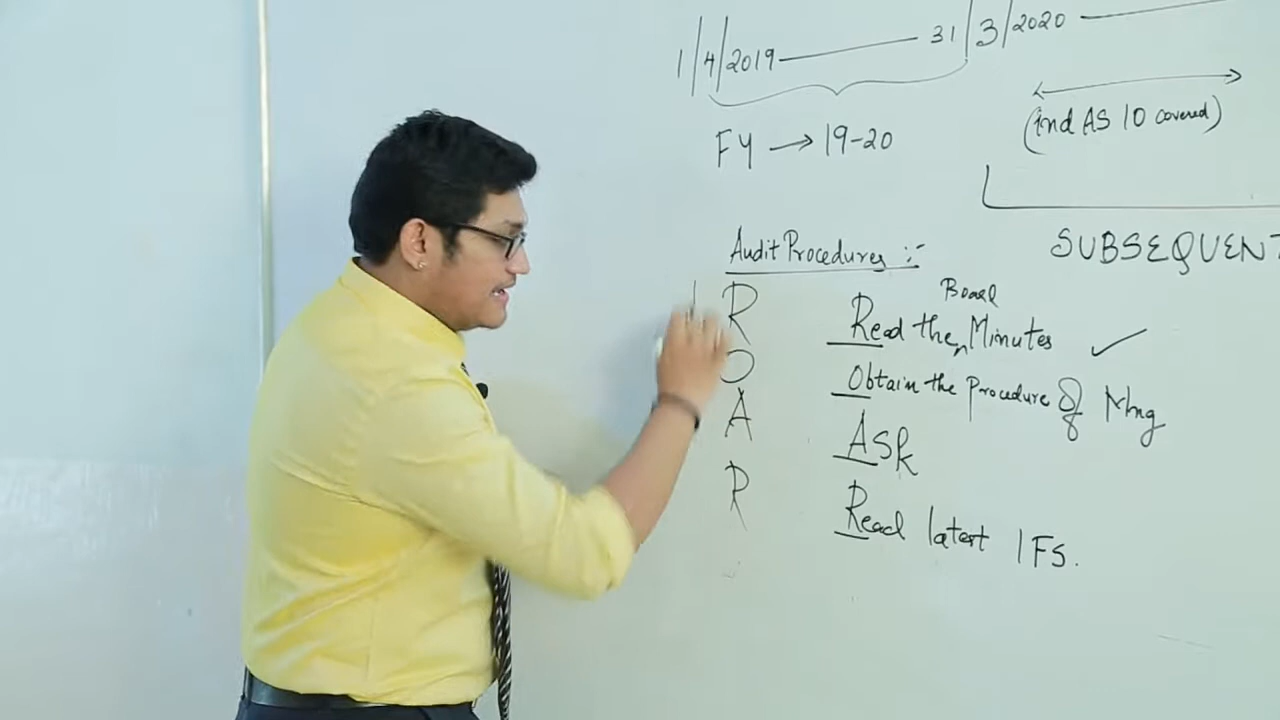 1/4/2019 — 31/3/2020
(ind AS 10 covered)
FY → 19-20
SUBSEQUENT
Audit Procedures :-
R Read the Board Minutes ✓
O Obtain the Procedure of Mng
A Ask
R Read latest IFS.